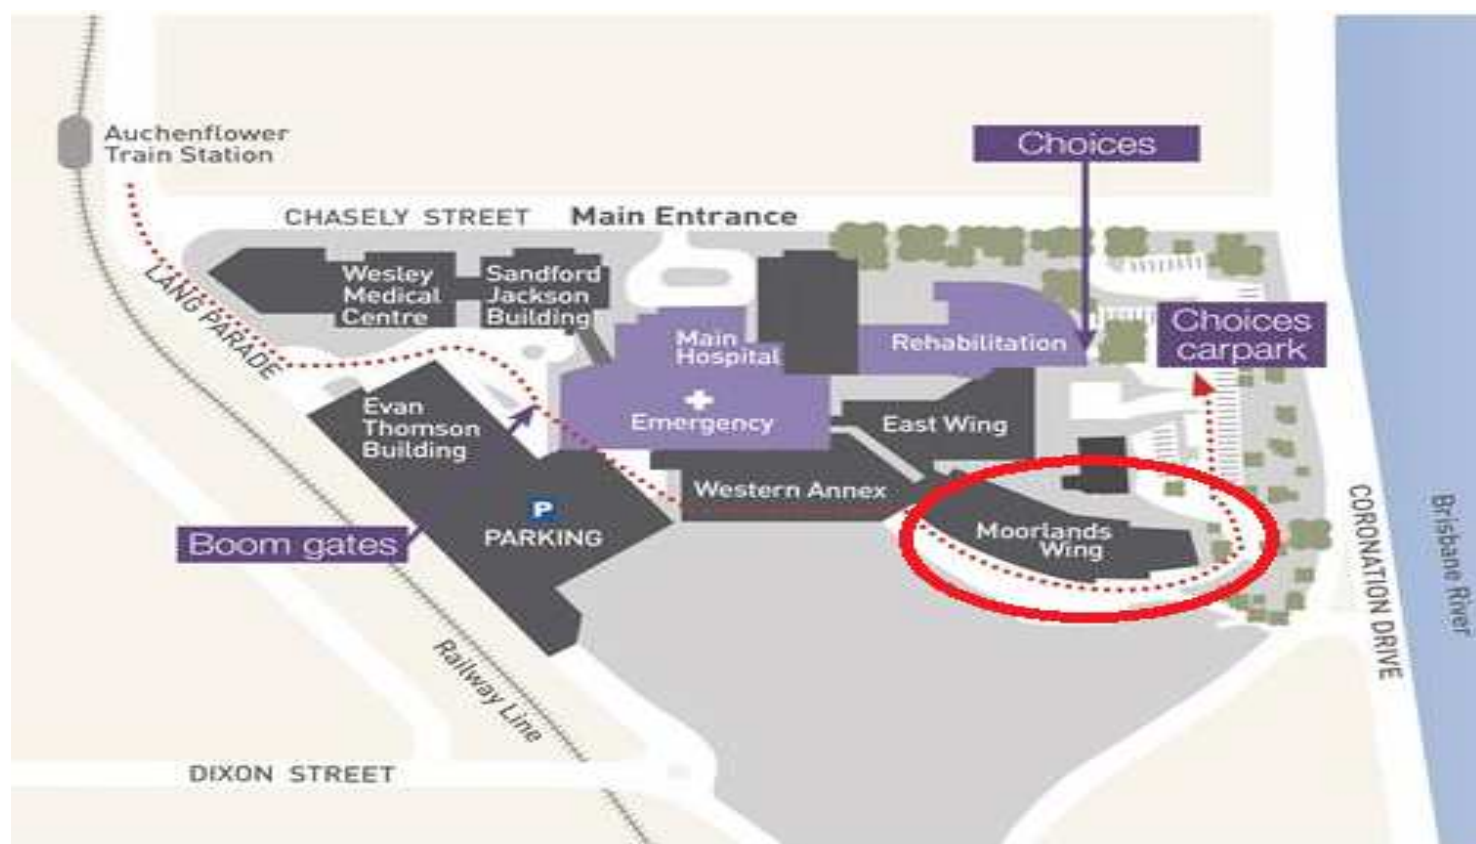 Auchenflower
Train Station
Choices
CHASELY STREET
Main Entrance
Wesley
Medical
Centre
Sandford
Jackson
Building
LANG PARADE
Main
Hospital
Rehabilitation
Choices
carpark
Evan
Thomson
Building
Emergency
East Wing
Western Annex
P
PARKING
Moorlands
Wing
Boom gates
CORONATION DRIVE
Brisbane River
Railway Line
DIXON STREET